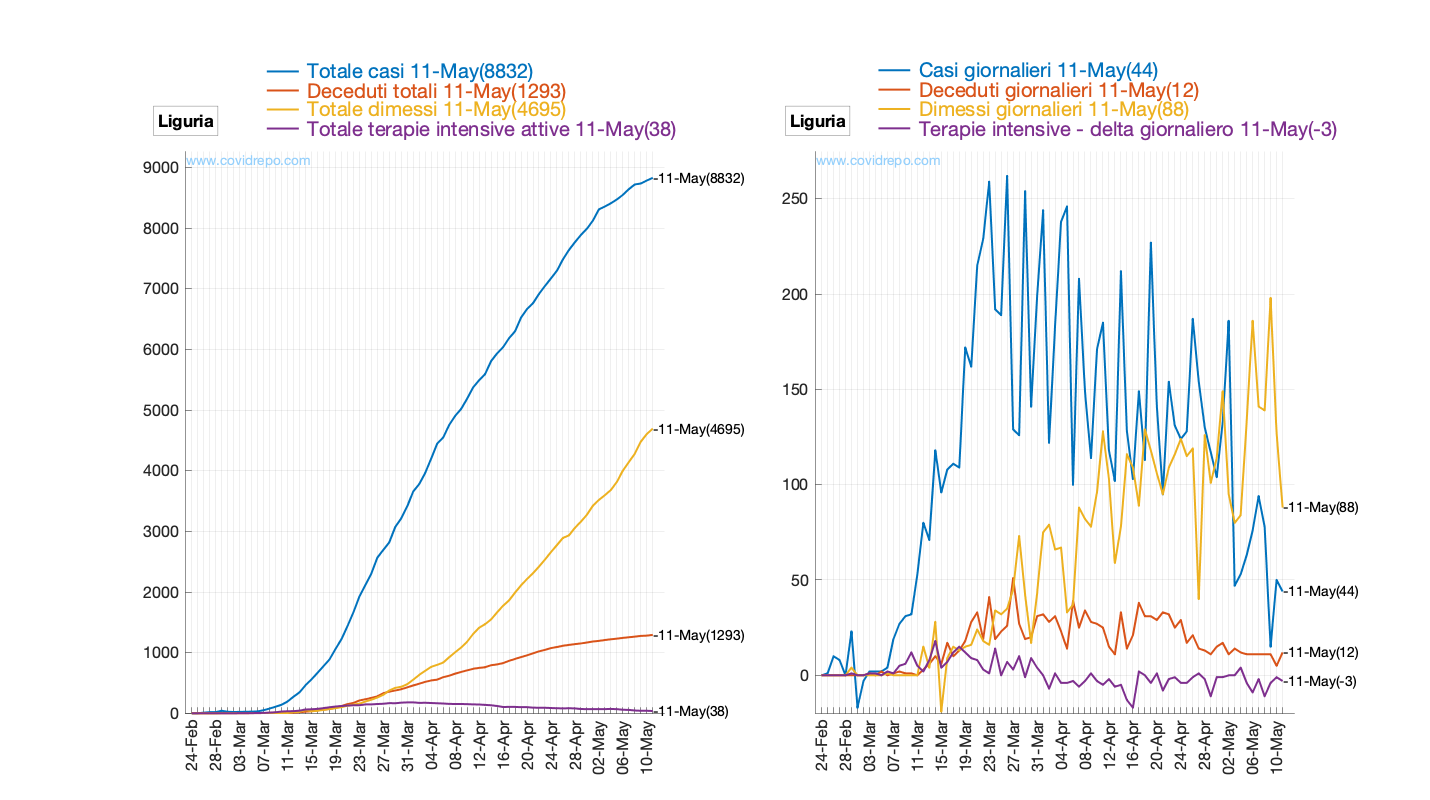 Totale casi 11-May(8832)
Deceduti totali 11-May(1293)
Totale dimessi 11-May(4695)
Totale terapie intensive attive 11-May(38)
Liguria
www.covidrepo.com
9000
8000
7000
6000
5000
4000
3000
2000
1000
0
-11-May(8832)
-11-May(4695)
-11-May(1293)
-11-May(38)
24-Feb
28-Feb
03-Mar
07-Mar
11-Mar
15-Mar
19-Mar
23-Mar
27-Mar
31-Mar
04-Apr
08-Apr
12-Apr
16-Apr
20-Apr
24-Apr
28-Apr
02-May
06-May
10-May
Casi giornalieri 11-May(44)
Deceduti giornalieri 11-May(12)
Dimessi giornalieri 11-May(88)
Terapie intensive - delta giornaliero 11-May(-3)
Liguria
www.covidrepo.com
250
200
150
100
50
0
-11-May(88)
-11-May(44)
-11-May(12)
-11-May(-3)
24-Feb
28-Feb
03-Mar
07-Mar
11-Mar
15-Mar
19-Mar
23-Mar
27-Mar
31-Mar
04-Apr
08-Apr
12-Apr
16-Apr
20-Apr
24-Apr
28-Apr
02-May
06-May
10-May